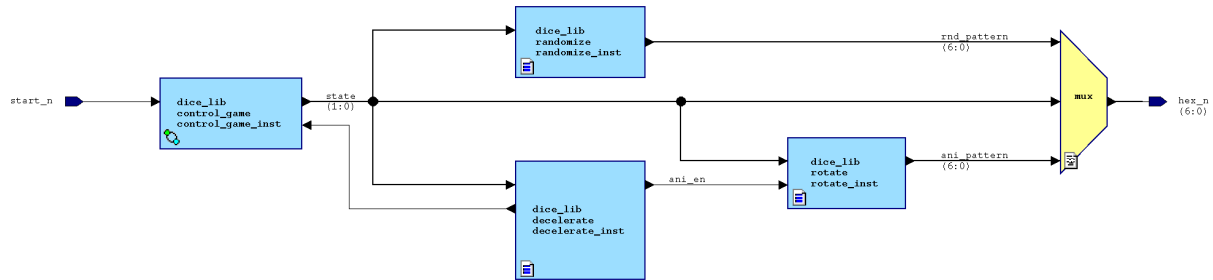 start_n
dice_lib
control_game
control_game_inst
state
(1:0)
dice_lib
randomize
randomize_inst
rnd_pattern
(6:0)
dice_lib
decelerate
decelerate_inst
ani_en
dice_lib
rotate
rotate_inst
ani_pattern
(6:0)
mux
hex_n
(6:0)